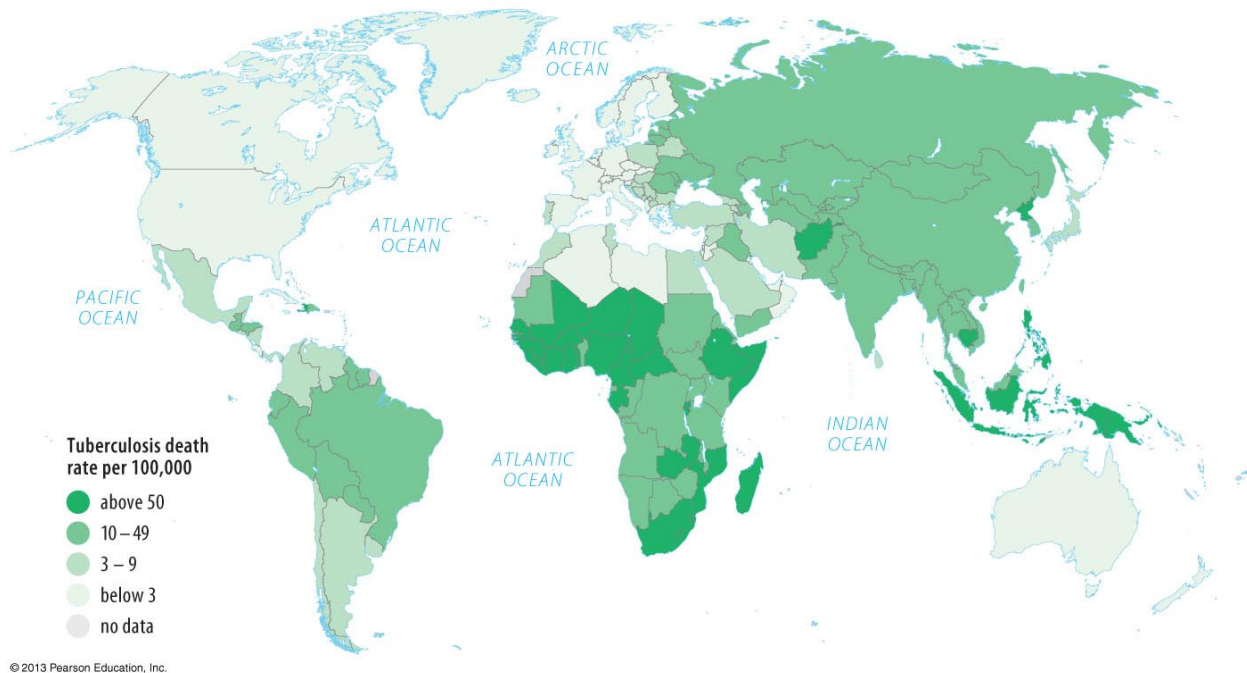 ARCTIC
OCEAN
ATLANTIC
OCEAN
PACIFIC
OCEAN
INDIAN
OCEAN
ATLANTIC
OCEAN
Tuberculosis death
rate per 100,000
above 50
10 – 49
3 – 9
below 3
no data
© 2013 Pearson Education, Inc.